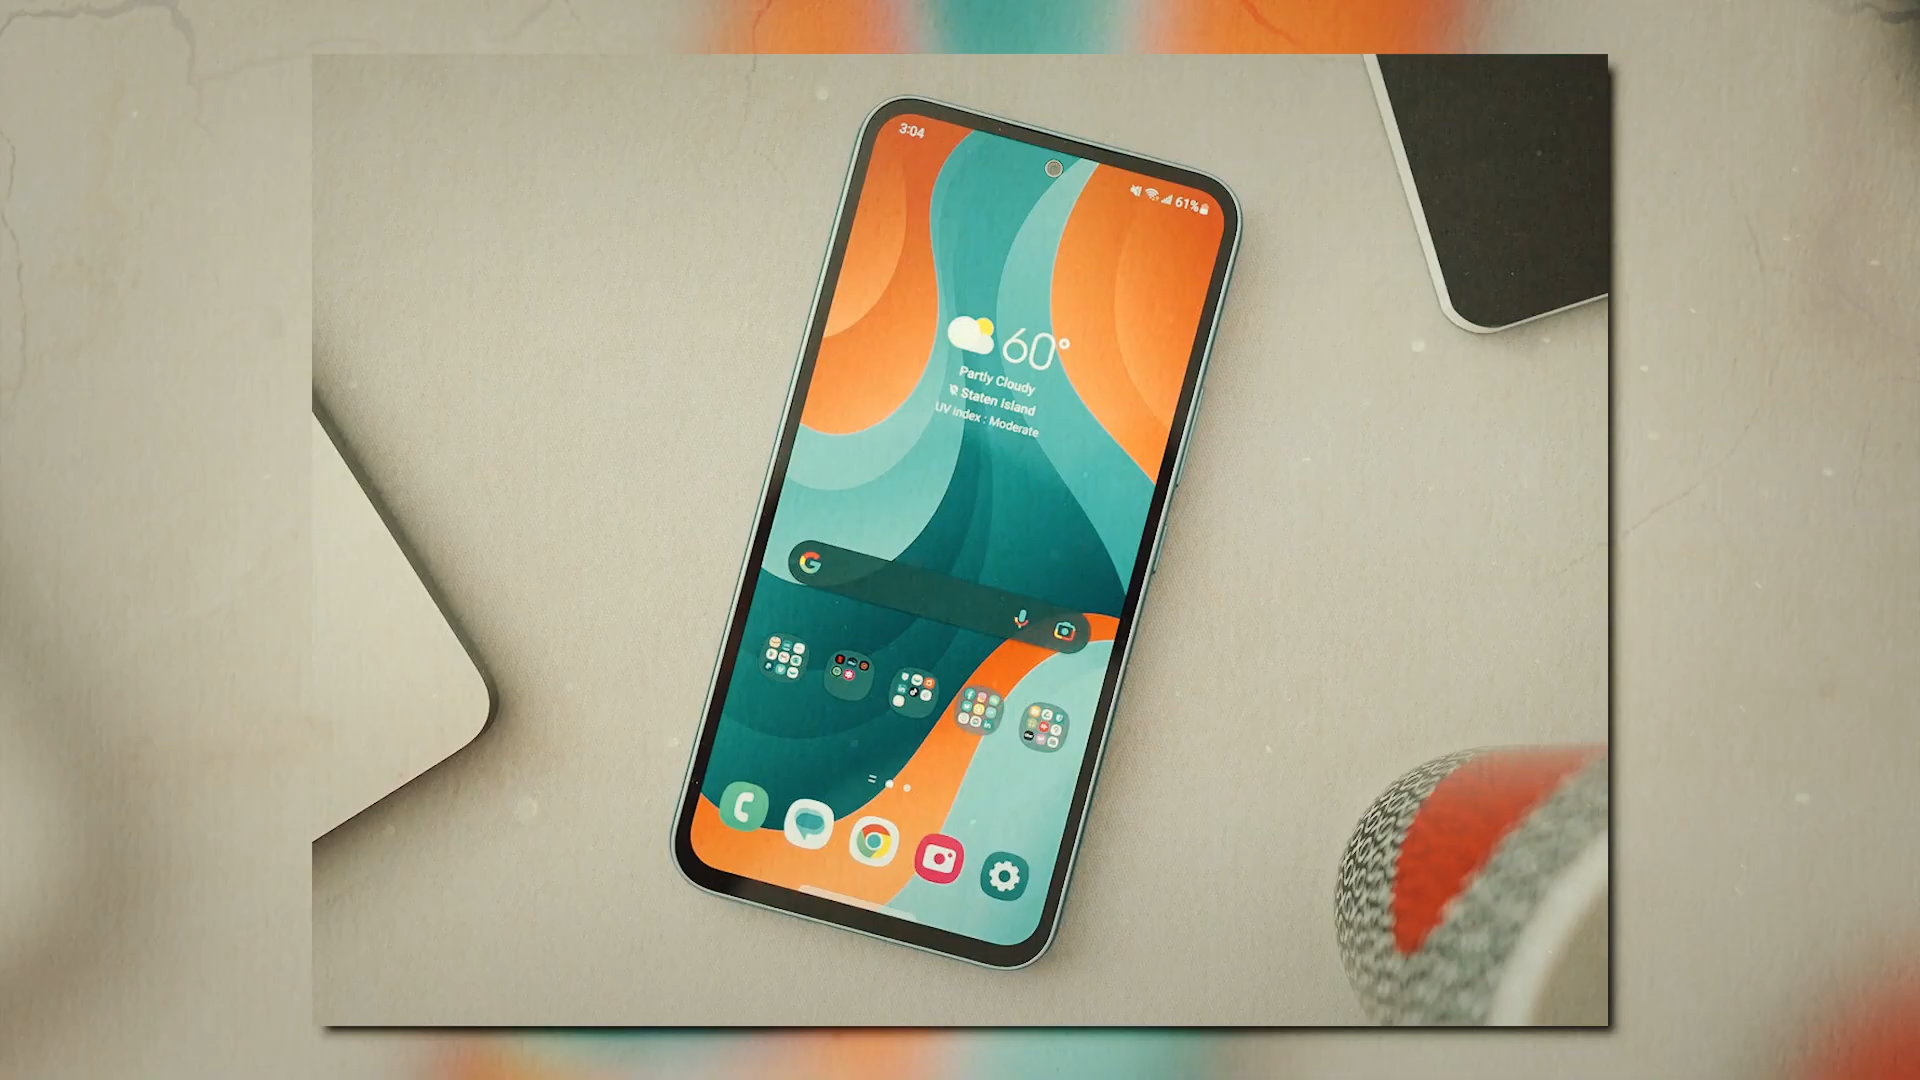 3:04
61%
60°
Partly Cloudy
Staten Island
UV index : Moderate